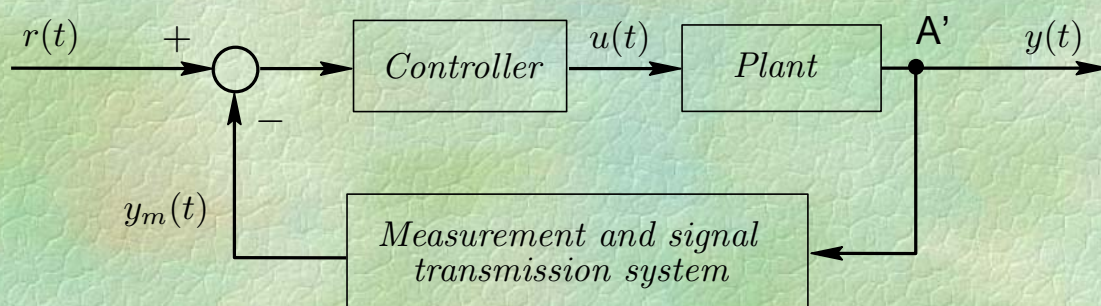 r(t)
+
−
Controller
u(t)
Plant
A'
y(t)
y_m(t)
Measurement and signal
transmission system